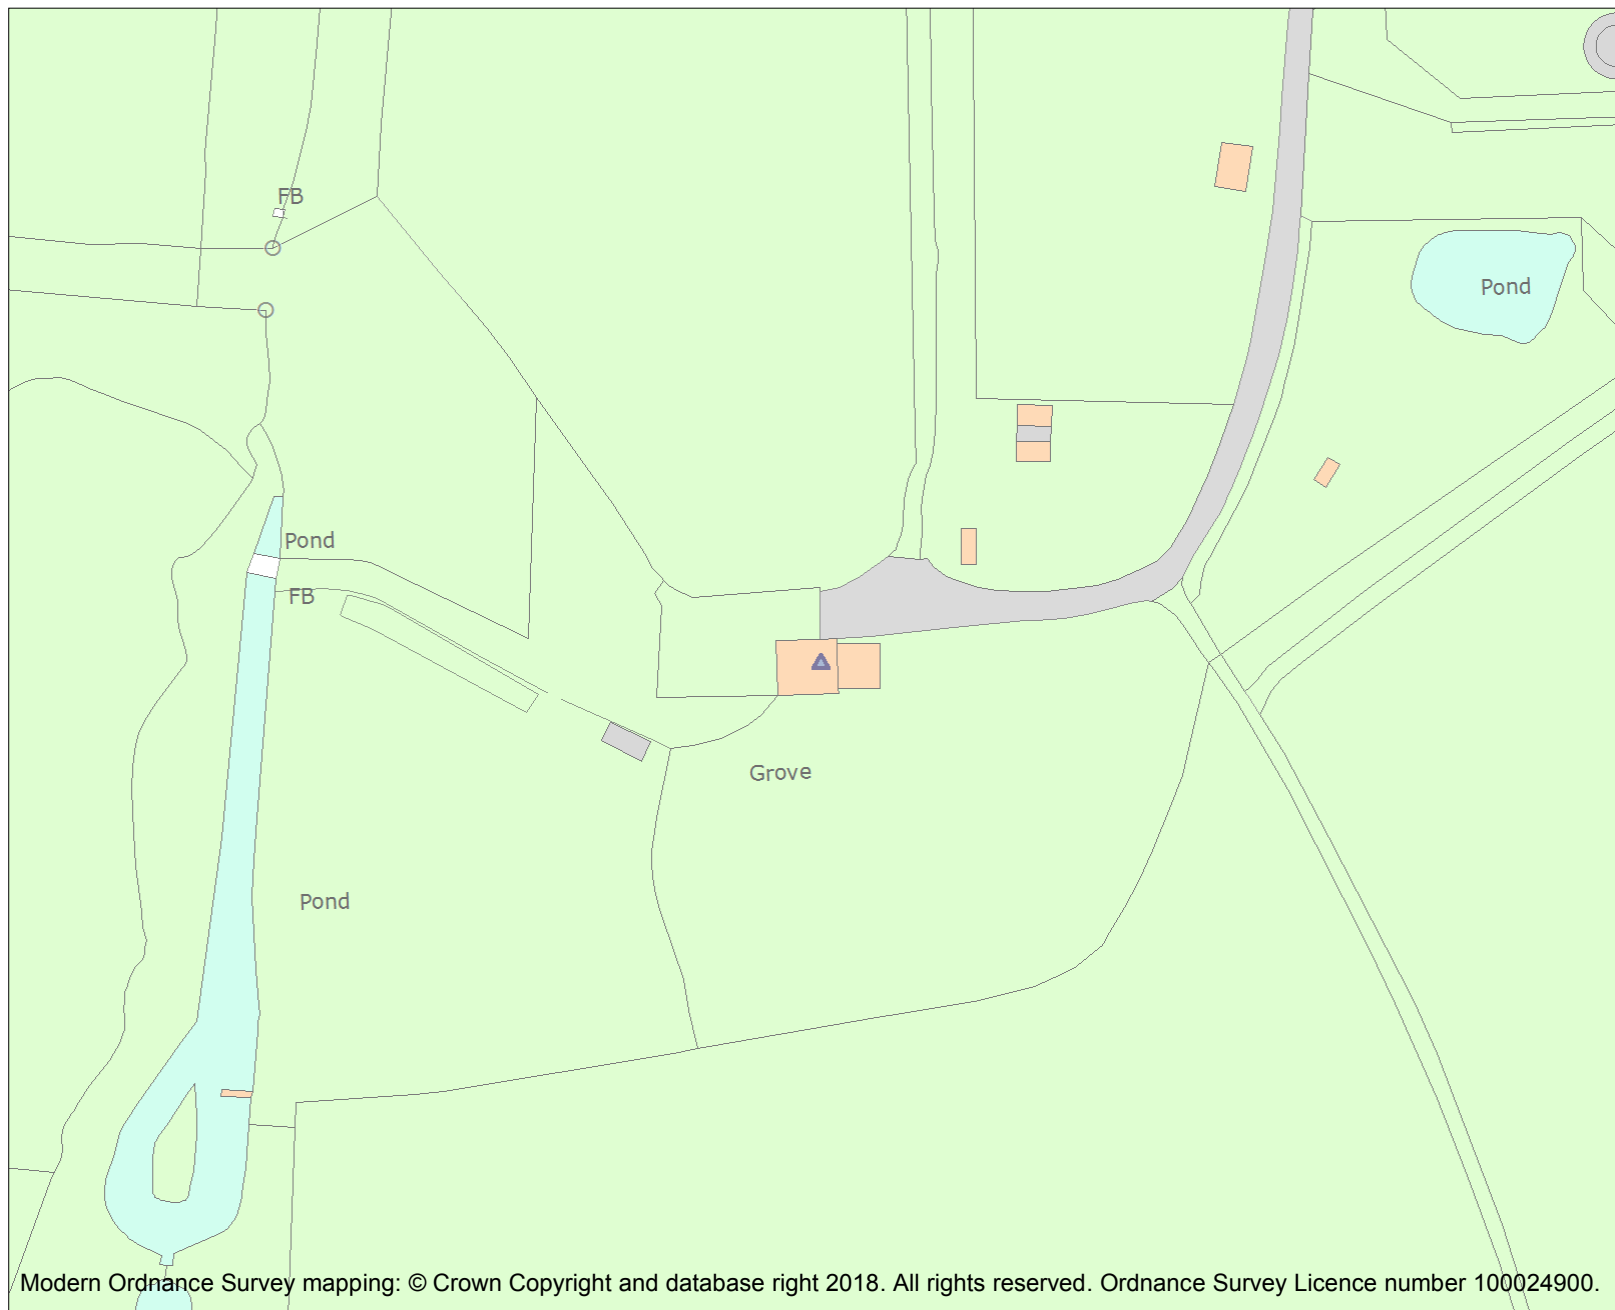 FB
Pond
Pond
FB
Grove
Pond
Modern Ordnance Survey mapping: © Crown Copyright and database right 2018. All rights reserved. Ordnance Survey Licence number 100024900.